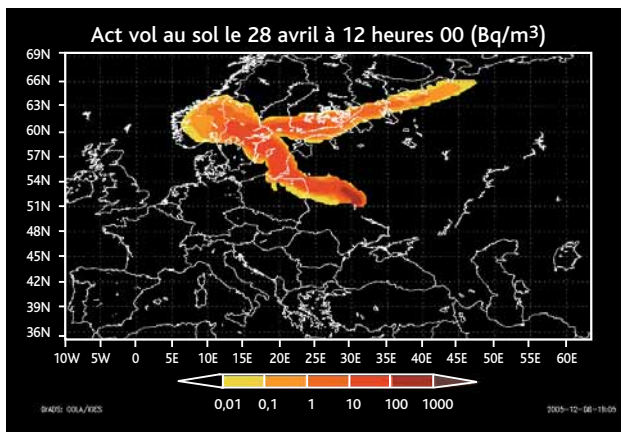 Act vol au sol le 28 avril à 12 heures 00 (Bq/m3)
69N
66N
63N
60N
57N
54N
51N
48N
45N
42N
39N
36N
10W 5W 0 5E 10E 15E 20E 25E 30E 35E 40E 45E 50E 55E 60E
0,01 0,1 1 10 100 1000
GrADS: COLA/IGES 2005-12-08-18:05